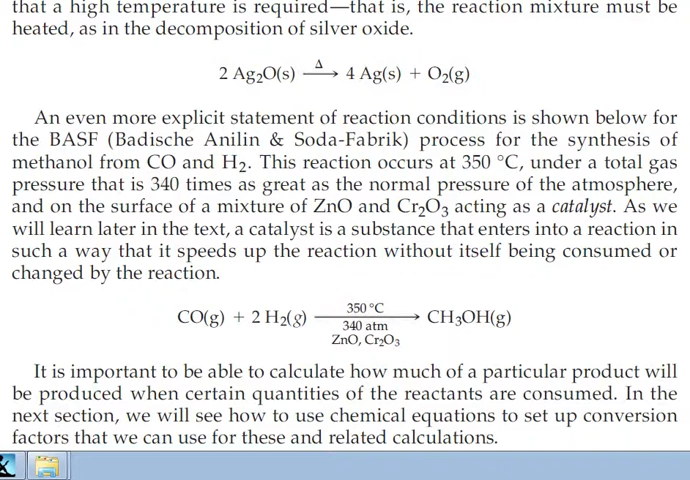 that a high temperature is required—that is, the reaction mixture must be
heated, as in the decomposition of silver oxide.
2 Ag₂O(s) —Δ→ 4 Ag(s) + O₂(g)
An even more explicit statement of reaction conditions is shown below for
the BASF (Badische Anilin & Soda-Fabrik) process for the synthesis of
methanol from CO and H₂. This reaction occurs at 350 °C, under a total gas
pressure that is 340 times as great as the normal pressure of the atmosphere,
and on the surface of a mixture of ZnO and Cr₂O₃ acting as a catalyst. As we
will learn later in the text, a catalyst is a substance that enters into a reaction in
such a way that it speeds up the reaction without itself being consumed or
changed by the reaction.
350 °C
CO(g) + 2 H₂(g) ⟶ CH₃OH(g)
340 atm
ZnO, Cr₂O₃
It is important to be able to calculate how much of a particular product will
be produced when certain quantities of the reactants are consumed. In the
next section, we will see how to use chemical equations to set up conversion
factors that we can use for these and related calculations.